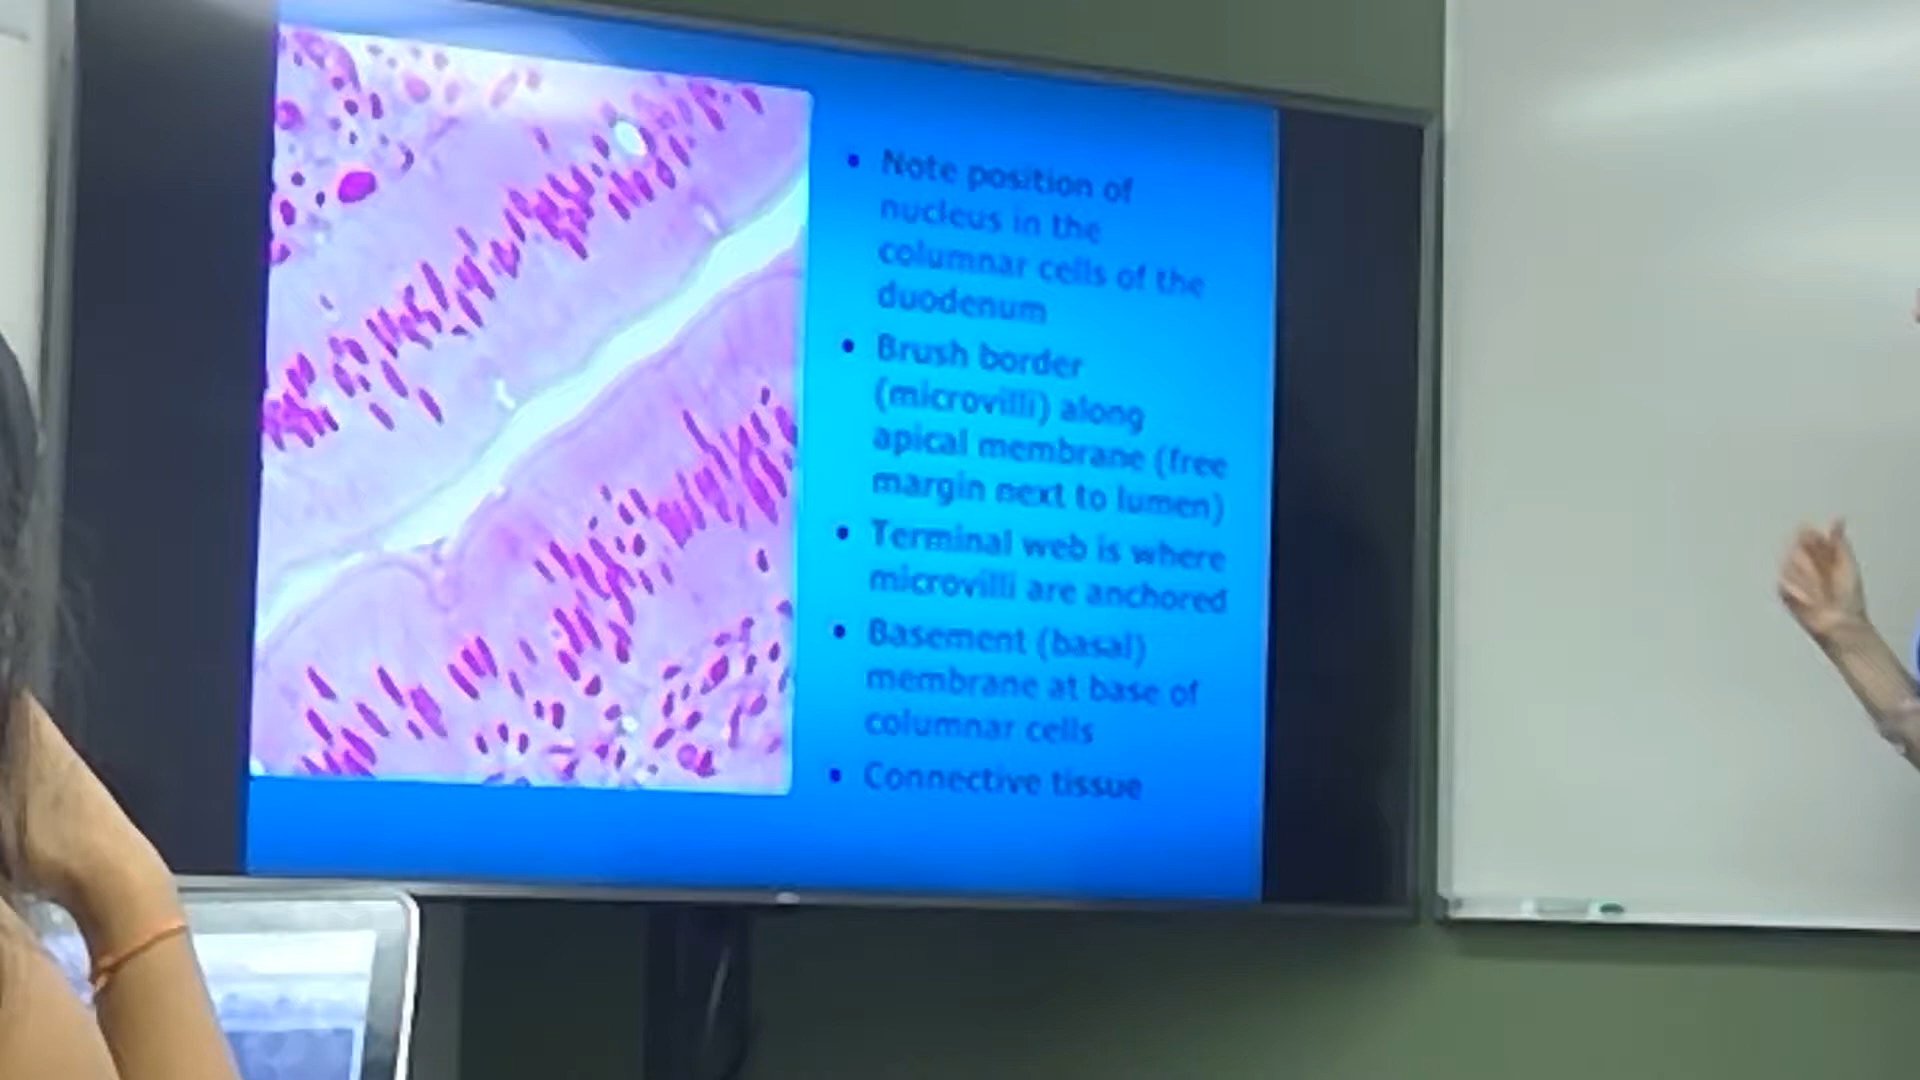 • Note position of
nucleus in the
columnar cells of the
duodenum
• Brush border
(microvilli) along
apical membrane (free
margin next to lumen)
• Terminal web is where
microvilli are anchored
• Basement (basal)
membrane at base of
columnar cells
• Connective tissue